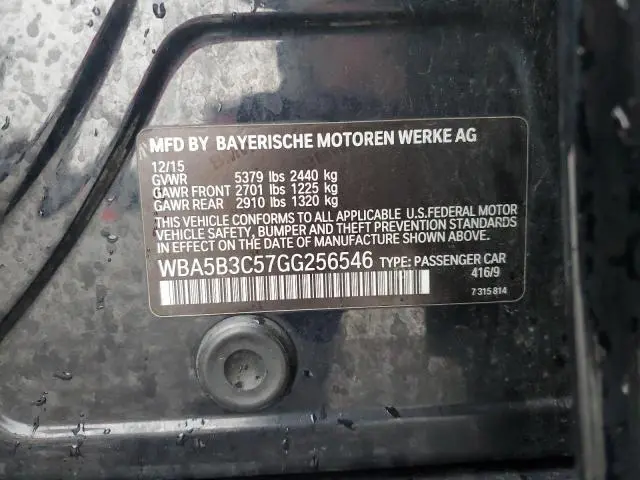 MFD BY BAYERISCHE MOTOREN WERKE AG
12/15
GVWR 5379 lbs 2440 kg
GAWR FRONT 2701 lbs 1225 kg
GAWR REAR 2910 lbs 1320 kg
THIS VEHICLE CONFORMS TO ALL APPLICABLE U.S.FEDERAL MOTOR
VEHICLE SAFETY, BUMPER AND THEFT PREVENTION STANDARDS
IN EFFECT ON THE DATE OF MANUFACTURE SHOWN ABOVE.
WBA5B3C57GG256546 TYPE: PASSENGER CAR
416/9
7 315 814